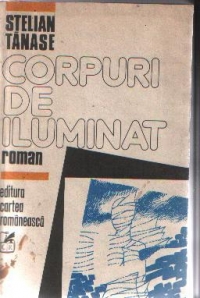 STELIAN
TĂNASE
CORPURI
DE
ILUMINAT
roman
editura
cartea
românească